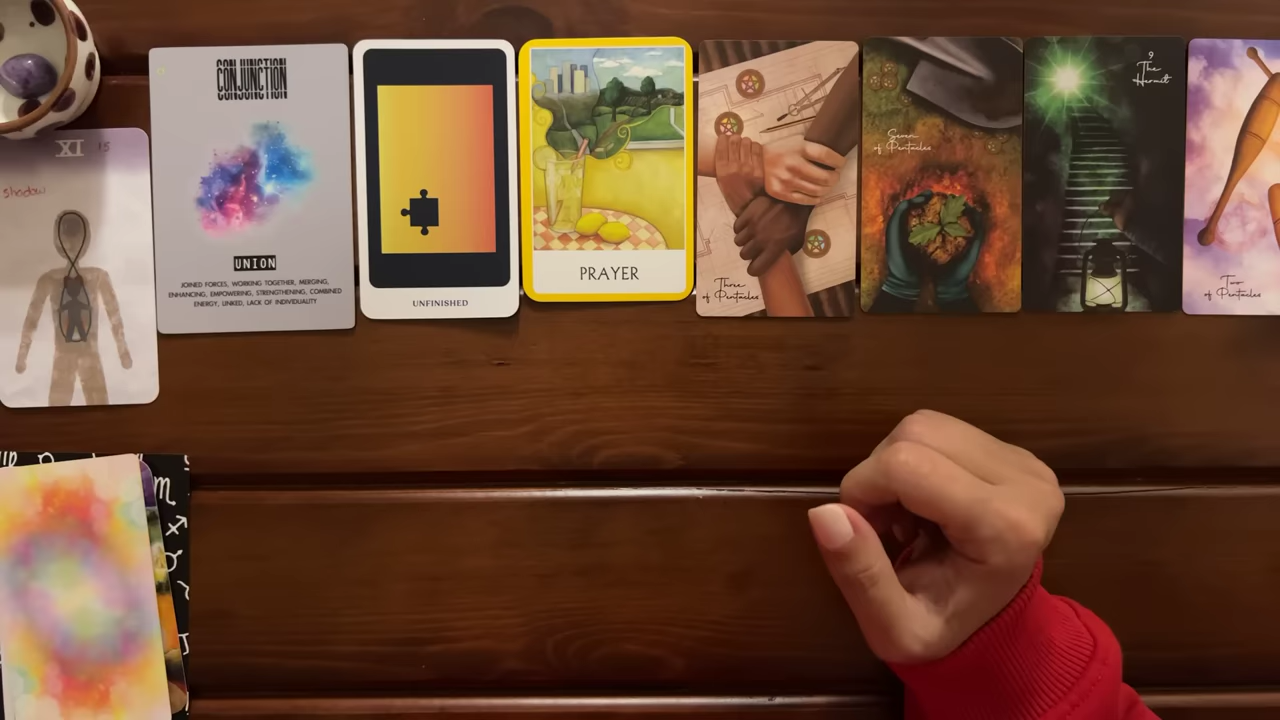 XI 15
shadow
CONJUNCTION
UNION
JOINED FORCES, WORKING TOGETHER, MERGING,
ENHANCING, EMPOWERING, STRENGTHENING, COMBINED
ENERGY, LINKED, LACK OF INDIVIDUALITY
UNFINISHED
PRAYER
Three
of Pentacles
Seven
of Pentacles
9
The
Hermit
Two
of Pentacles